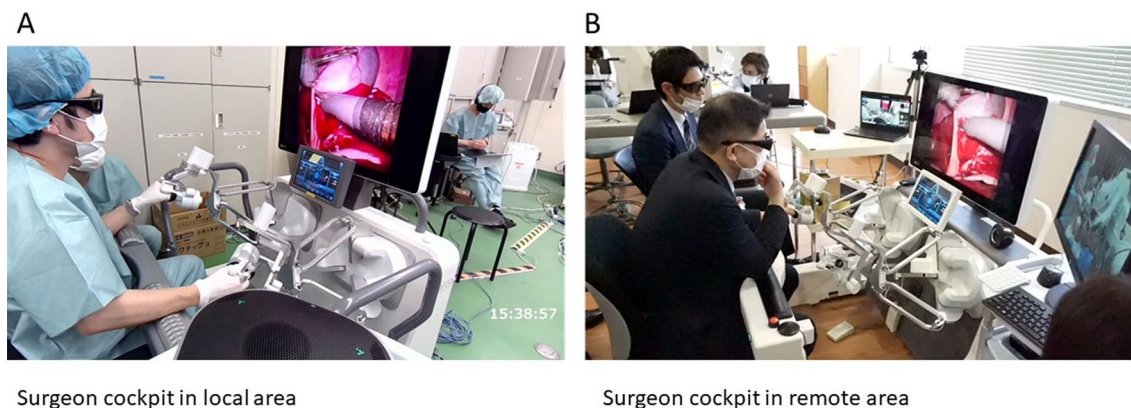 A
B
15:38:57
Surgeon cockpit in local area
Surgeon cockpit in remote area